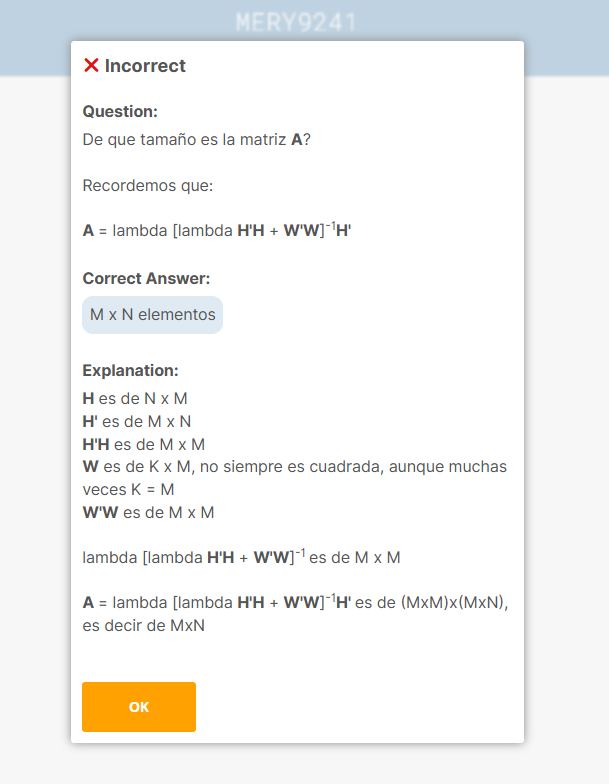 MERY9241
❌ Incorrect
Question:
De que tamaño es la matriz A?
Recordemos que:
A = lambda [lambda H'H + W'W]⁻¹H'
Correct Answer:
M x N elementos
Explanation:
H es de N x M
H' es de M x N
H'H es de M x M
W es de K x M, no siempre es cuadrada, aunque muchas
veces K = M
W'W es de M x M
lambda [lambda H'H + W'W]⁻¹ es de M x M
A = lambda [lambda H'H + W'W]⁻¹H' es de (MxM)x(MxN),
es decir de MxN
OK